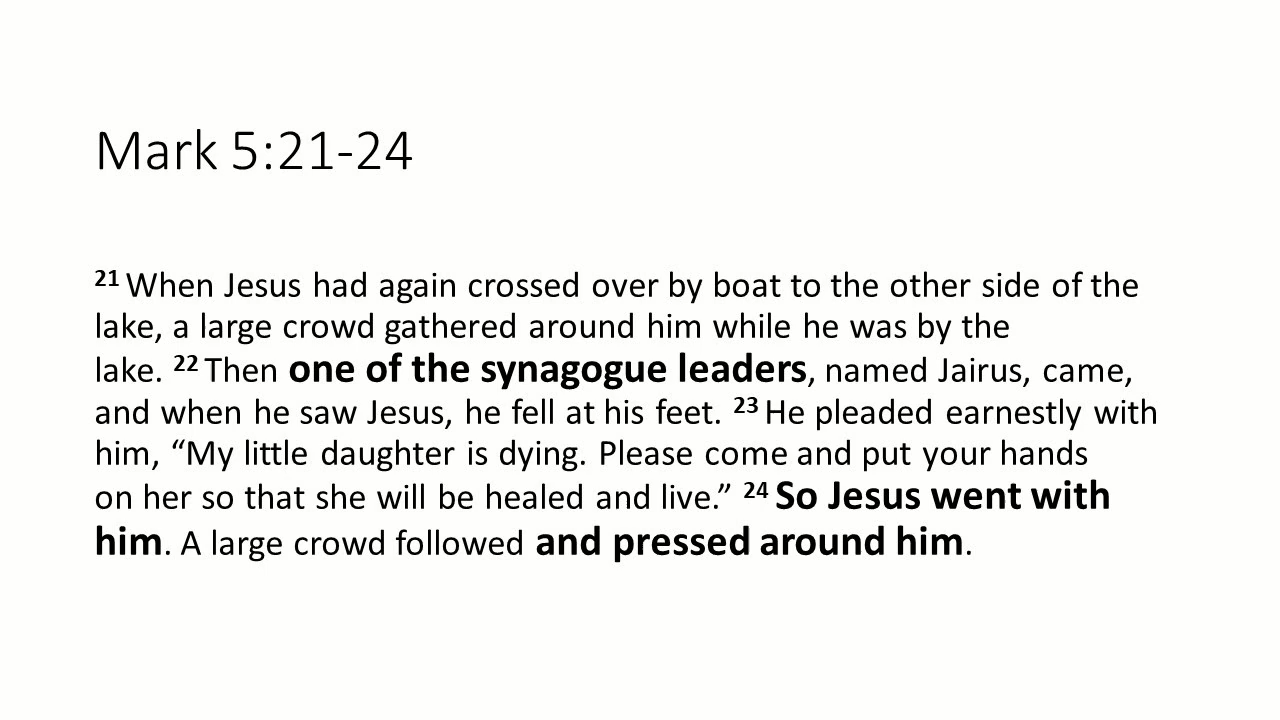 Mark 5:21-24
21 When Jesus had again crossed over by boat to the other side of the
lake, a large crowd gathered around him while he was by the
lake. 22 Then one of the synagogue leaders, named Jairus, came,
and when he saw Jesus, he fell at his feet. 23 He pleaded earnestly with
him, “My little daughter is dying. Please come and put your hands
on her so that she will be healed and live.” 24 So Jesus went with
him. A large crowd followed and pressed around him.